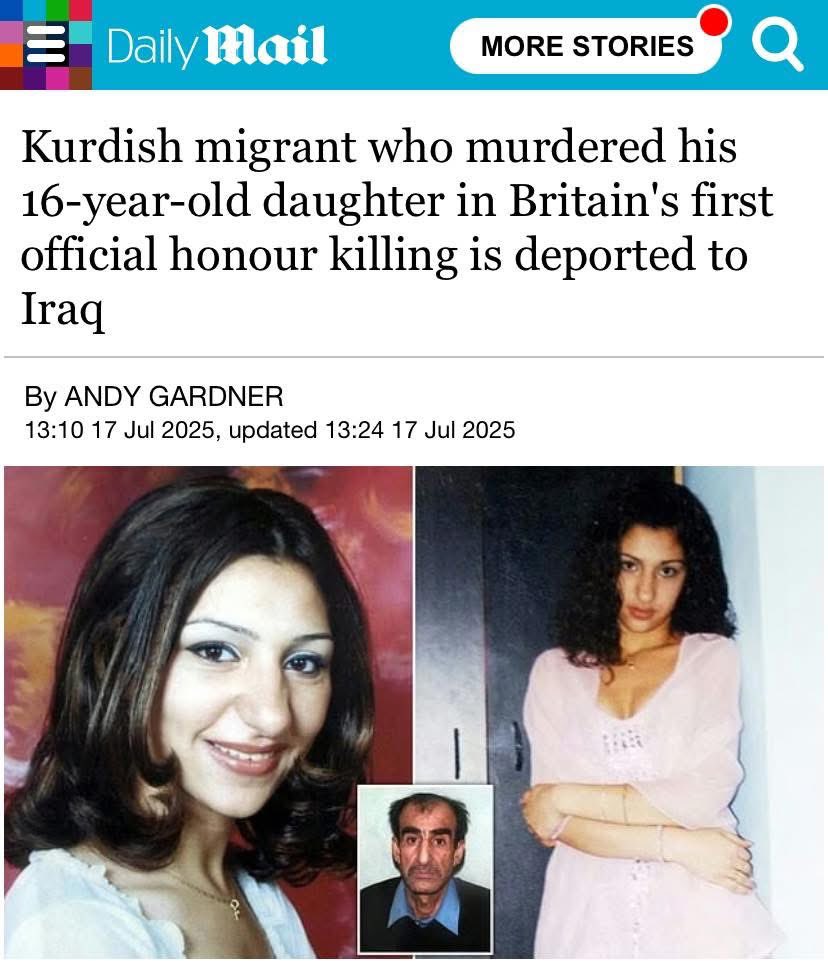 Daily Mail
MORE STORIES
Kurdish migrant who murdered his
16-year-old daughter in Britain's first
official honour killing is deported to
Iraq
By ANDY GARDNER
13:10 17 Jul 2025, updated 13:24 17 Jul 2025